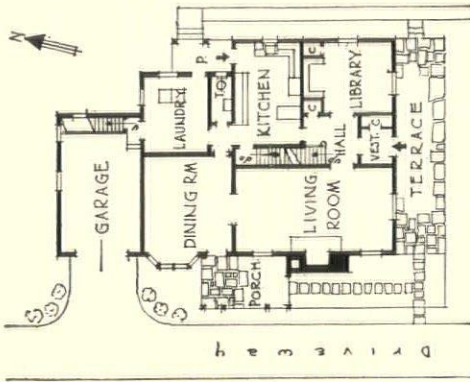 N
P.
C
LIBRARY
KITCHEN
LAUNDRY
C
HALL
VEST.
C
TERRACE
GARAGE
DINING RM
LIVING
ROOM
PORCH
Driveway